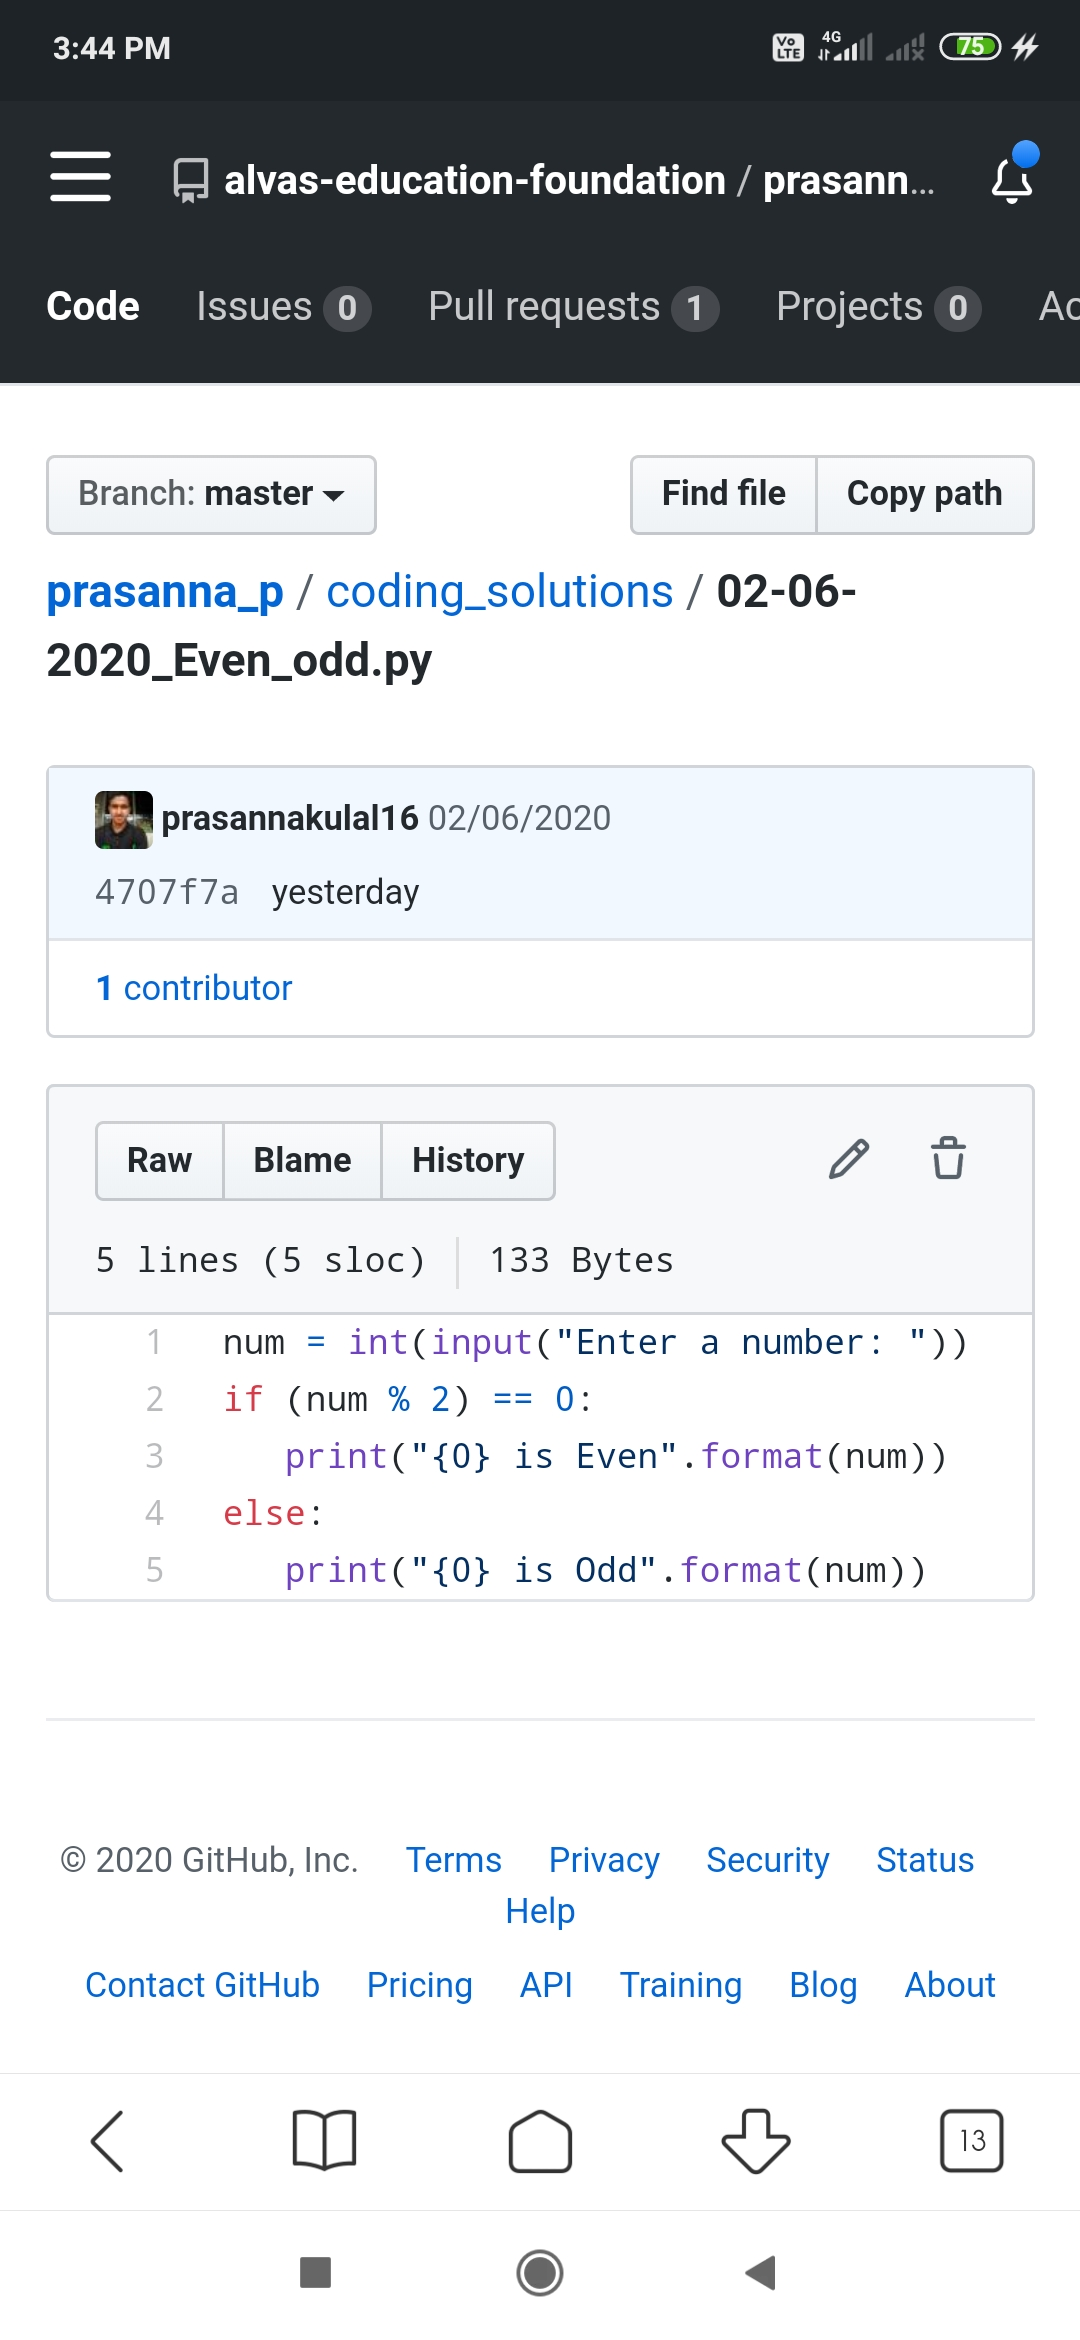 3:44 PM
Vo LTE 4G 75
alvas-education-foundation / prasann...
Code Issues 0 Pull requests 1 Projects 0 Ac
Branch: master Find file Copy path
prasanna_p / coding_solutions / 02-06-
2020_Even_odd.py
prasannakulal16 02/06/2020
4707f7a yesterday
1 contributor
Raw Blame History
5 lines (5 sloc) 133 Bytes
1 num = int(input("Enter a number: "))
2 if (num % 2) == 0:
3    print("{0} is Even".format(num))
4 else:
5    print("{0} is Odd".format(num))
© 2020 GitHub, Inc. Terms Privacy Security Status
Help
Contact GitHub Pricing API Training Blog About
13